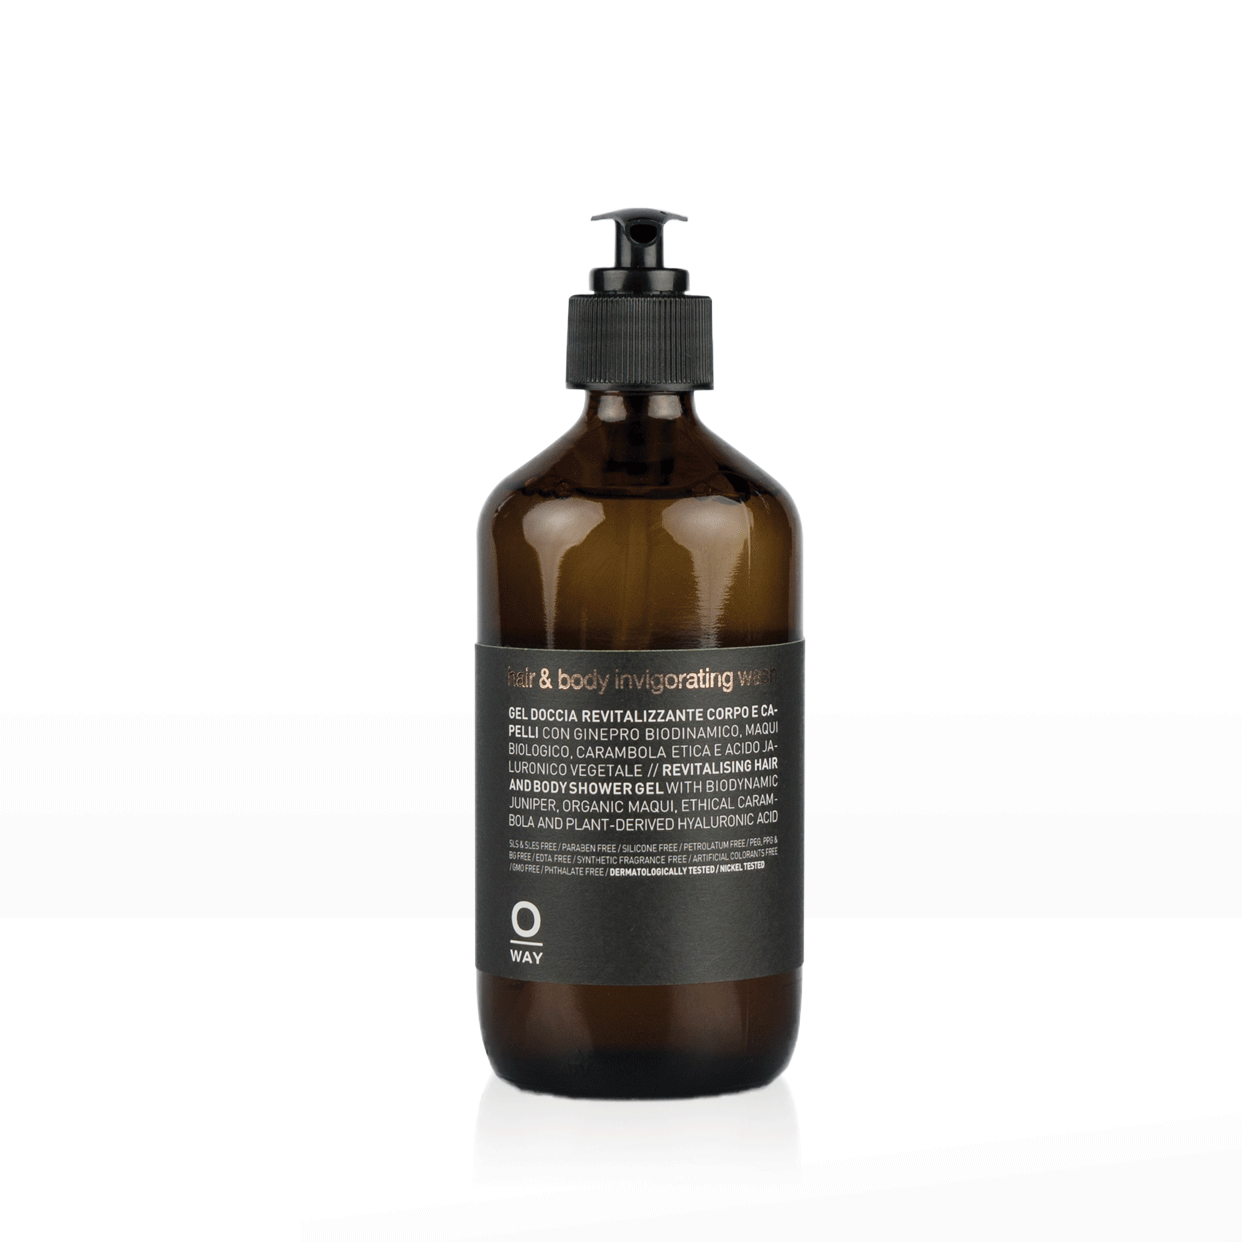 hair & body invigorating wash
GEL DOCCIA REVITALIZZANTE CORPO E CA-
PELLI CON GINEPRO BIODINAMICO, MAQUI
BIOLOGICO, CARAMBOLA ETICA E ACIDO JA-
LURONICO VEGETALE // REVITALISING HAIR
AND BODY SHOWER GEL WITH BIODYNAMIC
JUNIPER, ORGANIC MAQUI, ETHICAL CARAM-
BOLA AND PLANT-DERIVED HYALURONIC ACID
SLS & SLES FREE / PARABEN FREE / SILICONE FREE / PETROLATUM FREE / PEG, PPG &
BG FREE / EDTA FREE / SYNTHETIC FRAGRANCE FREE / ARTIFICIAL COLORANTS FREE
/ GMO FREE / PHTHALATE FREE / DERMATOLOGICALLY TESTED / NICKEL TESTED
O
WAY